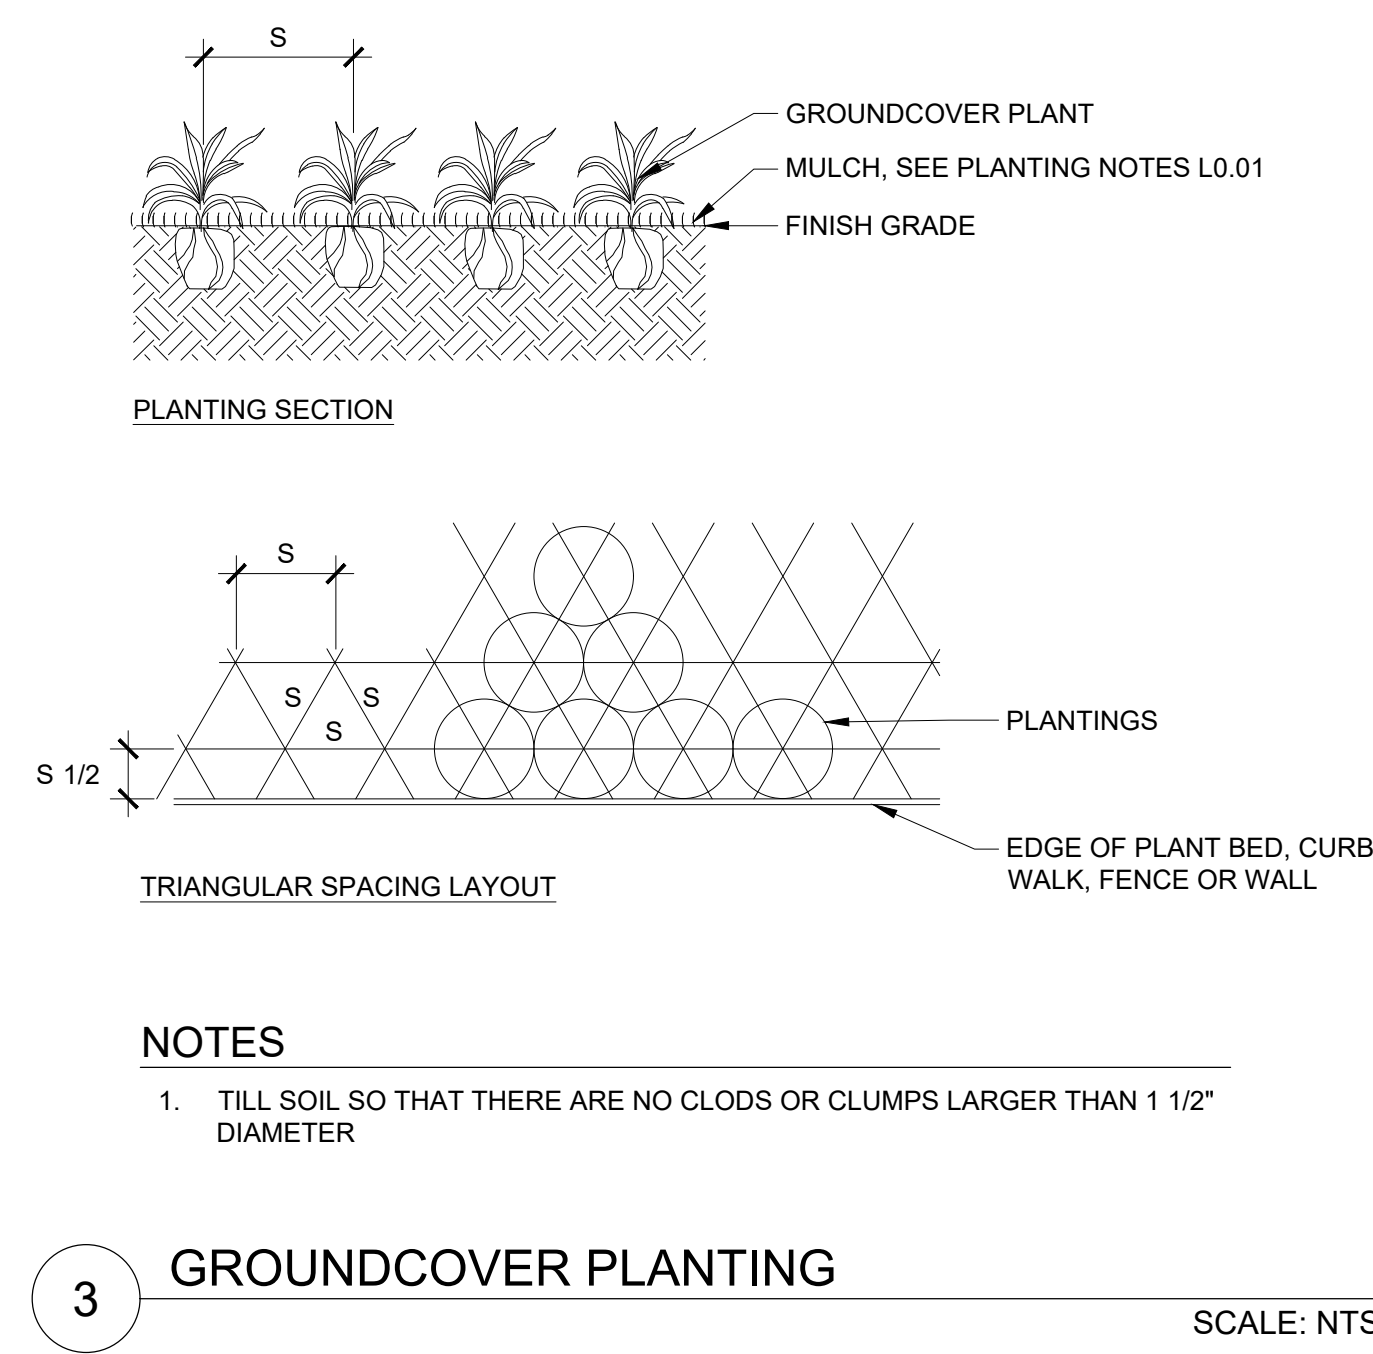 S
GROUNDCOVER PLANT
MULCH, SEE PLANTING NOTES L0.01
FINISH GRADE
PLANTING SECTION
S
S
S
S
S 1/2
PLANTINGS
EDGE OF PLANT BED, CURB
WALK, FENCE OR WALL
TRIANGULAR SPACING LAYOUT
NOTES
1. TILL SOIL SO THAT THERE ARE NO CLODS OR CLUMPS LARGER THAN 1 1/2"
DIAMETER
3
GROUNDCOVER PLANTING
SCALE: NTS